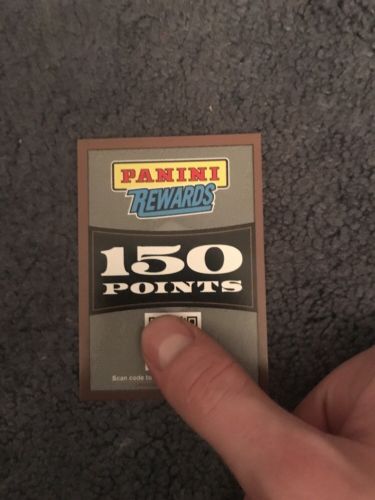 PANINI
REWARDS
150
POINTS
Scan code to